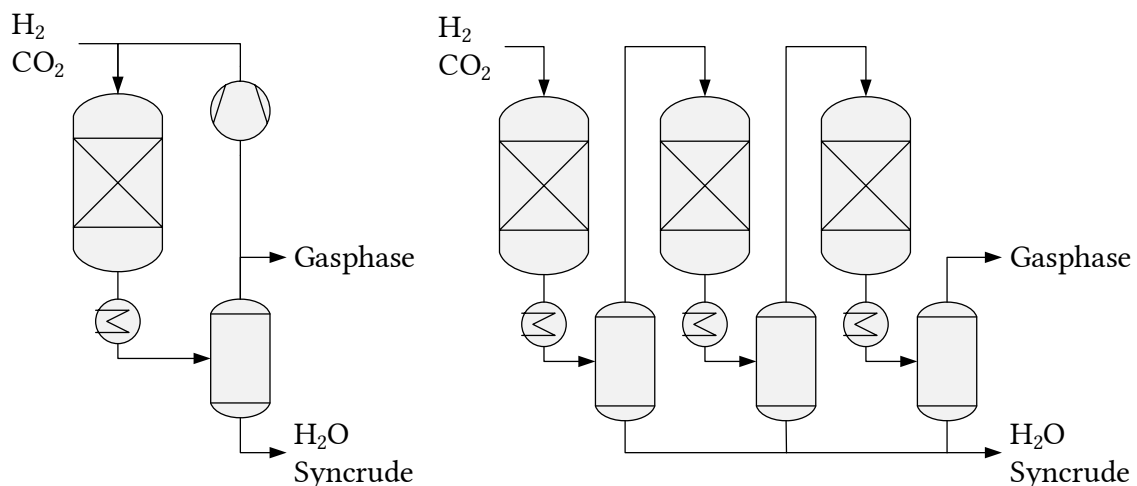 H₂
CO₂
Gasphase
H₂O
Syncrude
H₂
CO₂
Gasphase
H₂O
Syncrude